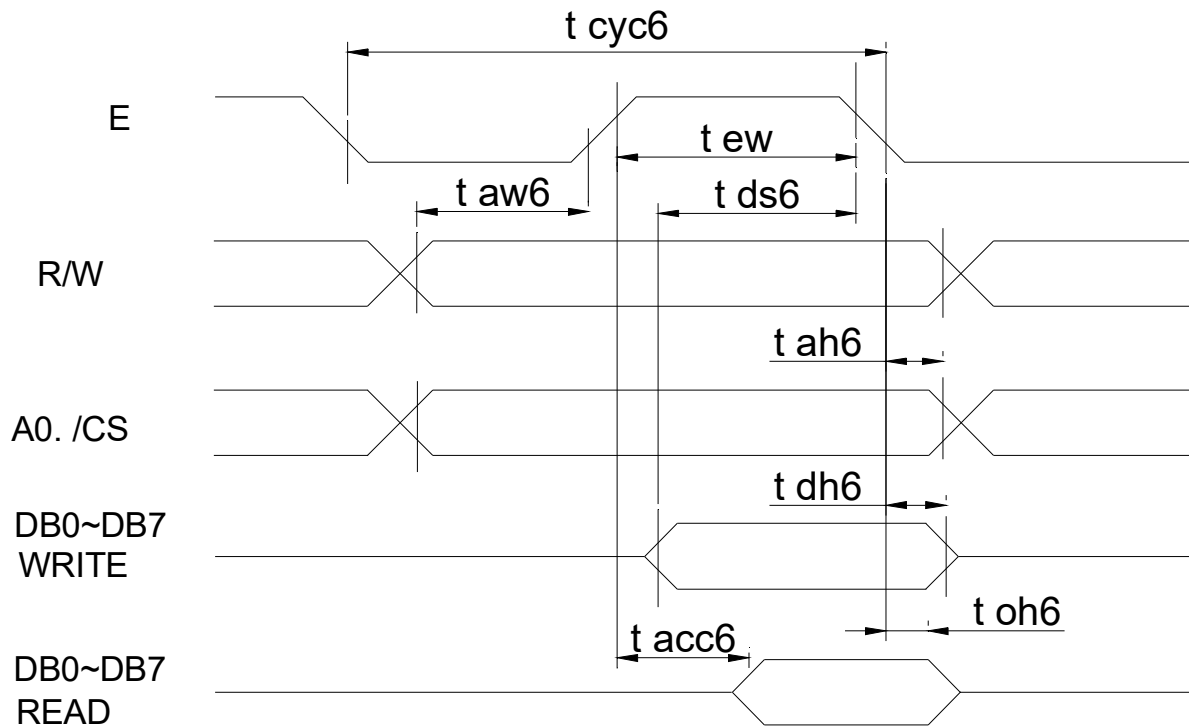 t cyc6
E
t ew
t aw6
t ds6
R/W
t ah6
A0. /CS
t dh6
DB0~DB7
WRITE
t oh6
t acc6
DB0~DB7
READ